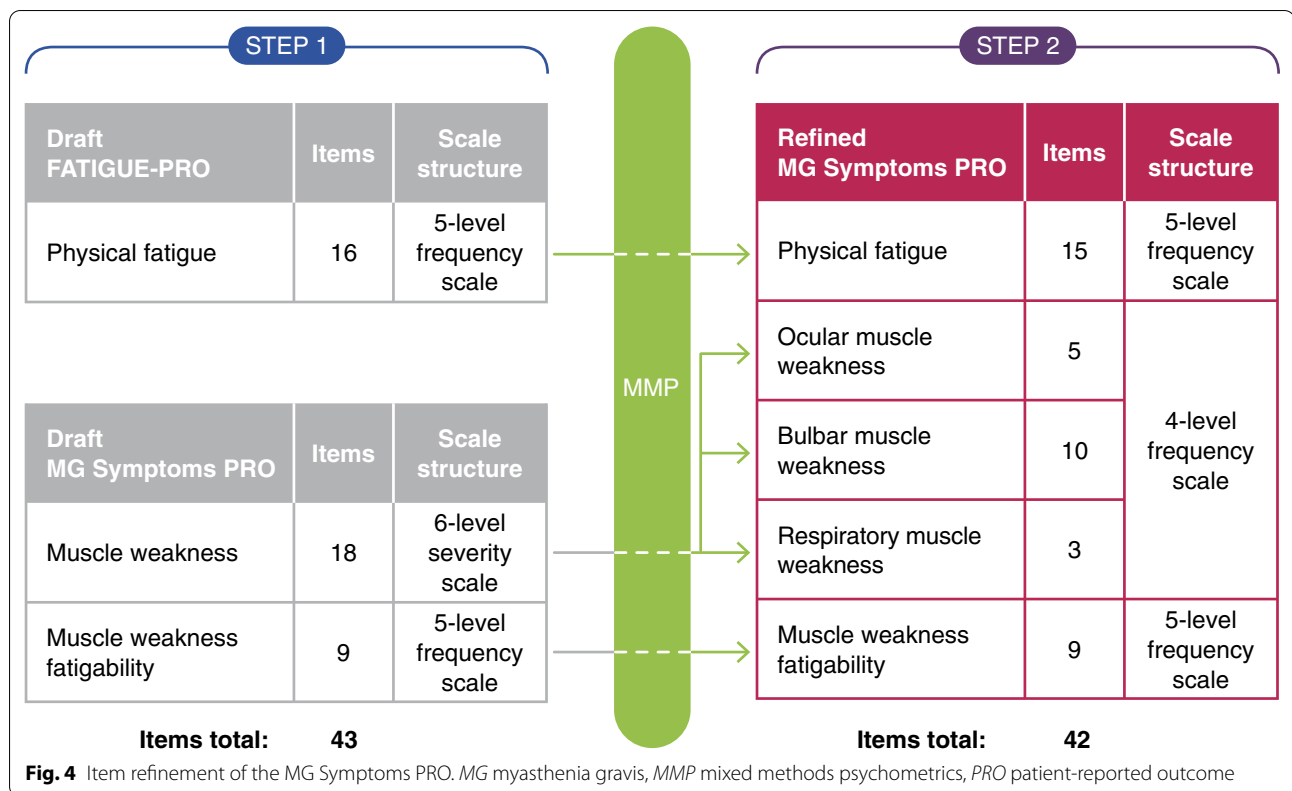 STEP 1
Draft
FATIGUE-PRO
Items
Scale
structure
Physical fatigue
16
5-level
frequency
scale
Draft
MG Symptoms PRO
Items
Scale
structure
Muscle weakness
18
6-level
severity
scale
Muscle weakness
fatigability
9
5-level
frequency
scale
Items total: 43
MMP
STEP 2
Refined
MG Symptoms PRO
Items
Scale
structure
Physical fatigue
15
5-level
frequency
scale
Ocular muscle
weakness
5
Bulbar muscle
weakness
10
Respiratory muscle
weakness
3
4-level
frequency
scale
Muscle weakness
fatigability
9
5-level
frequency
scale
Items total: 42
Fig. 4 Item refinement of the MG Symptoms PRO. MG myasthenia gravis, MMP mixed methods psychometrics, PRO patient-reported outcome